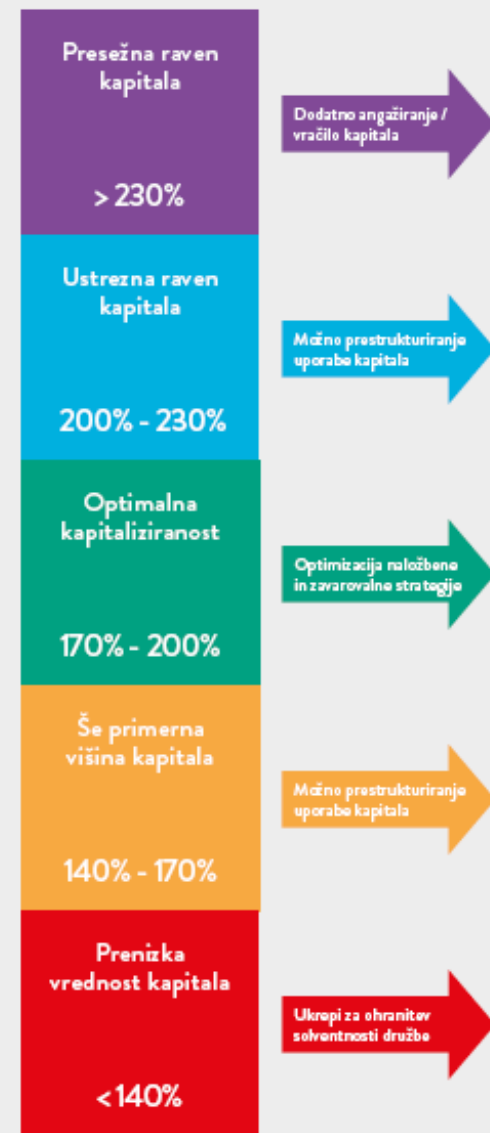 Presežna raven
kapitala
> 230%
Dodatno angažiranje /
vračilo kapitala
Ustrezna raven
kapitala
200% - 230%
Možno prestrukturiranje
uporabe kapitala
Optimalna
kapitaliziranost
170% - 200%
Optimizacija naložbene
in zavarovalne strategije
Še primerna
višina kapitala
140% - 170%
Možno prestrukturiranje
uporabe kapitala
Prenizka
vrednost kapitala
<140%
Ukrepi za ohranitev
solventnosti družbe